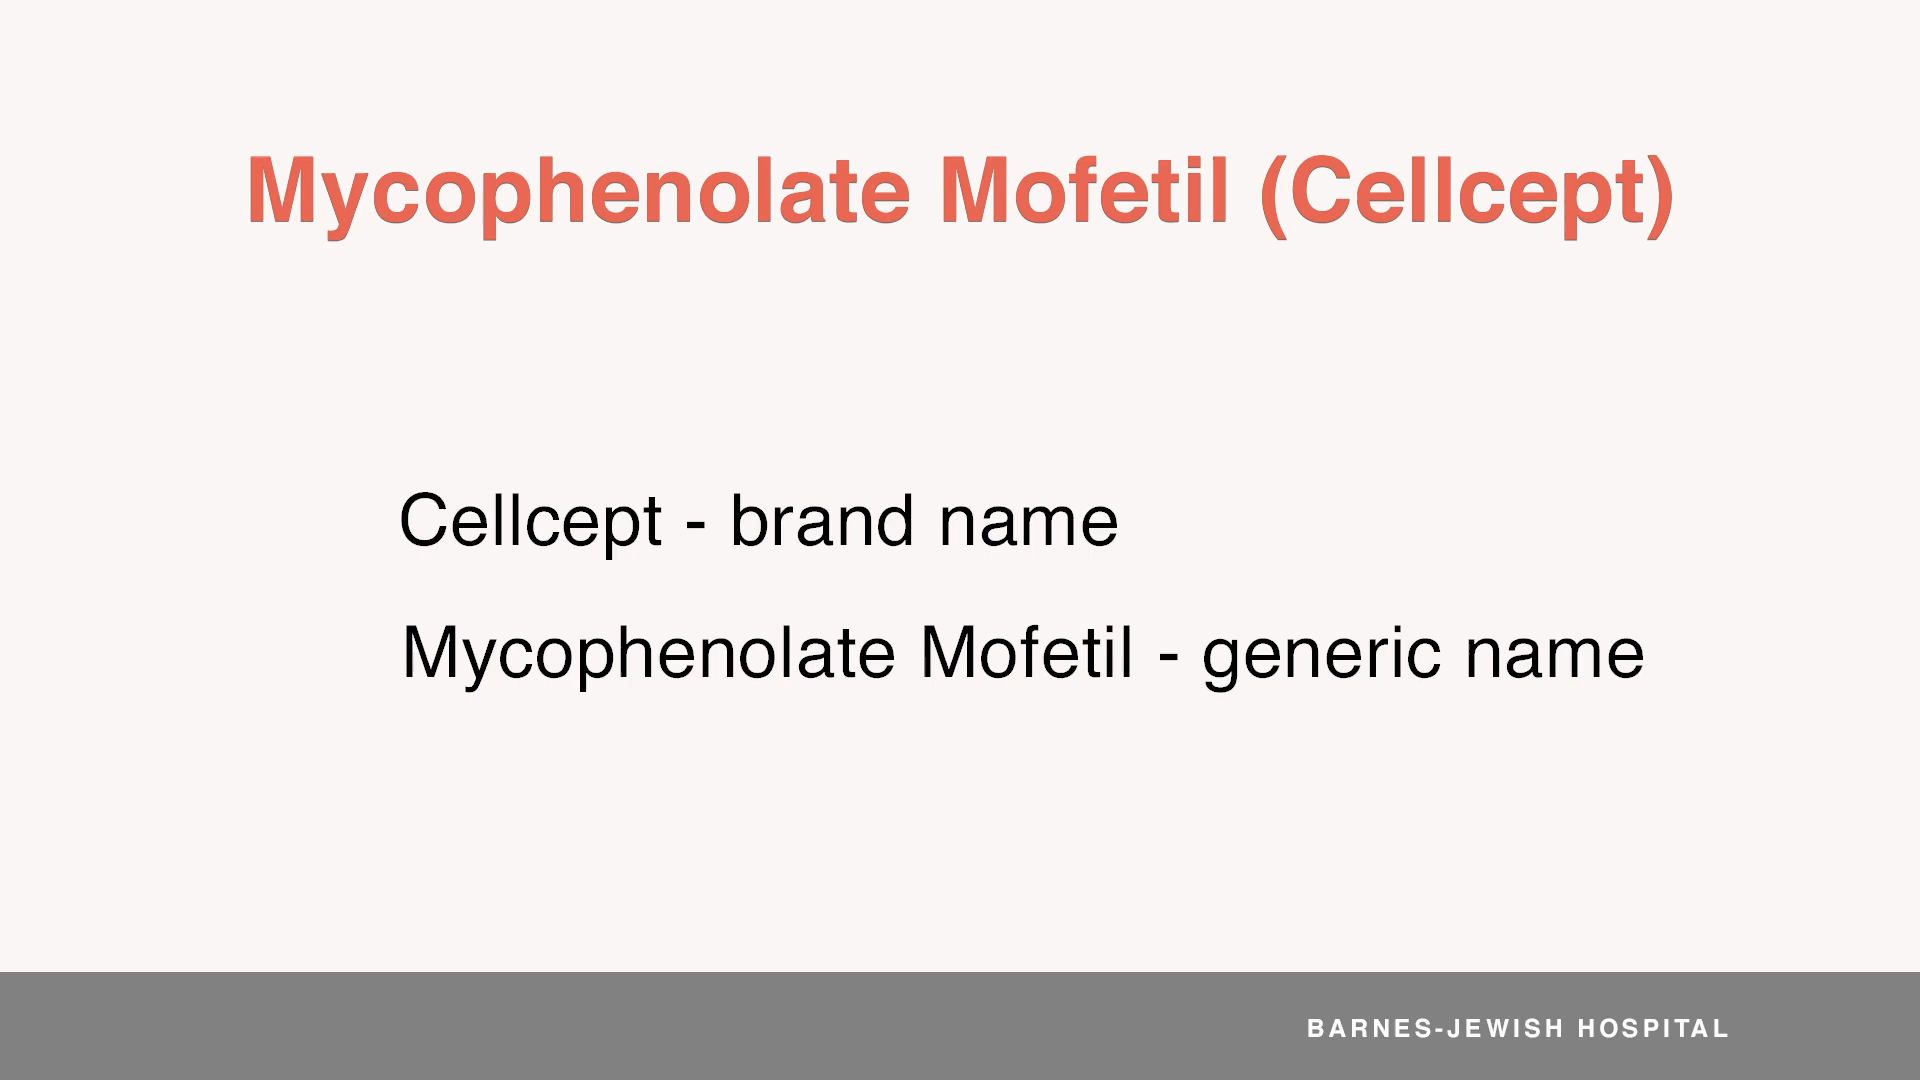 Mycophenolate Mofetil (Cellcept)
Cellcept - brand name
Mycophenolate Mofetil - generic name
BARNES-JEWISH HOSPITAL